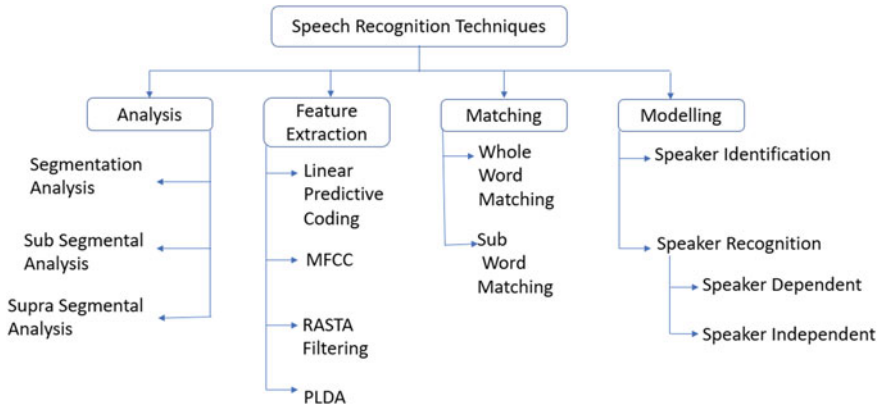 Speech Recognition Techniques
Analysis
Segmentation
Analysis
Sub Segmental
Analysis
Supra Segmental
Analysis
Feature
Extraction
Linear
Predictive
Coding
MFCC
RASTA
Filtering
PLDA
Matching
Whole
Word
Matching
Sub
Word
Matching
Modelling
Speaker Identification
Speaker Recognition
Speaker Dependent
Speaker Independent